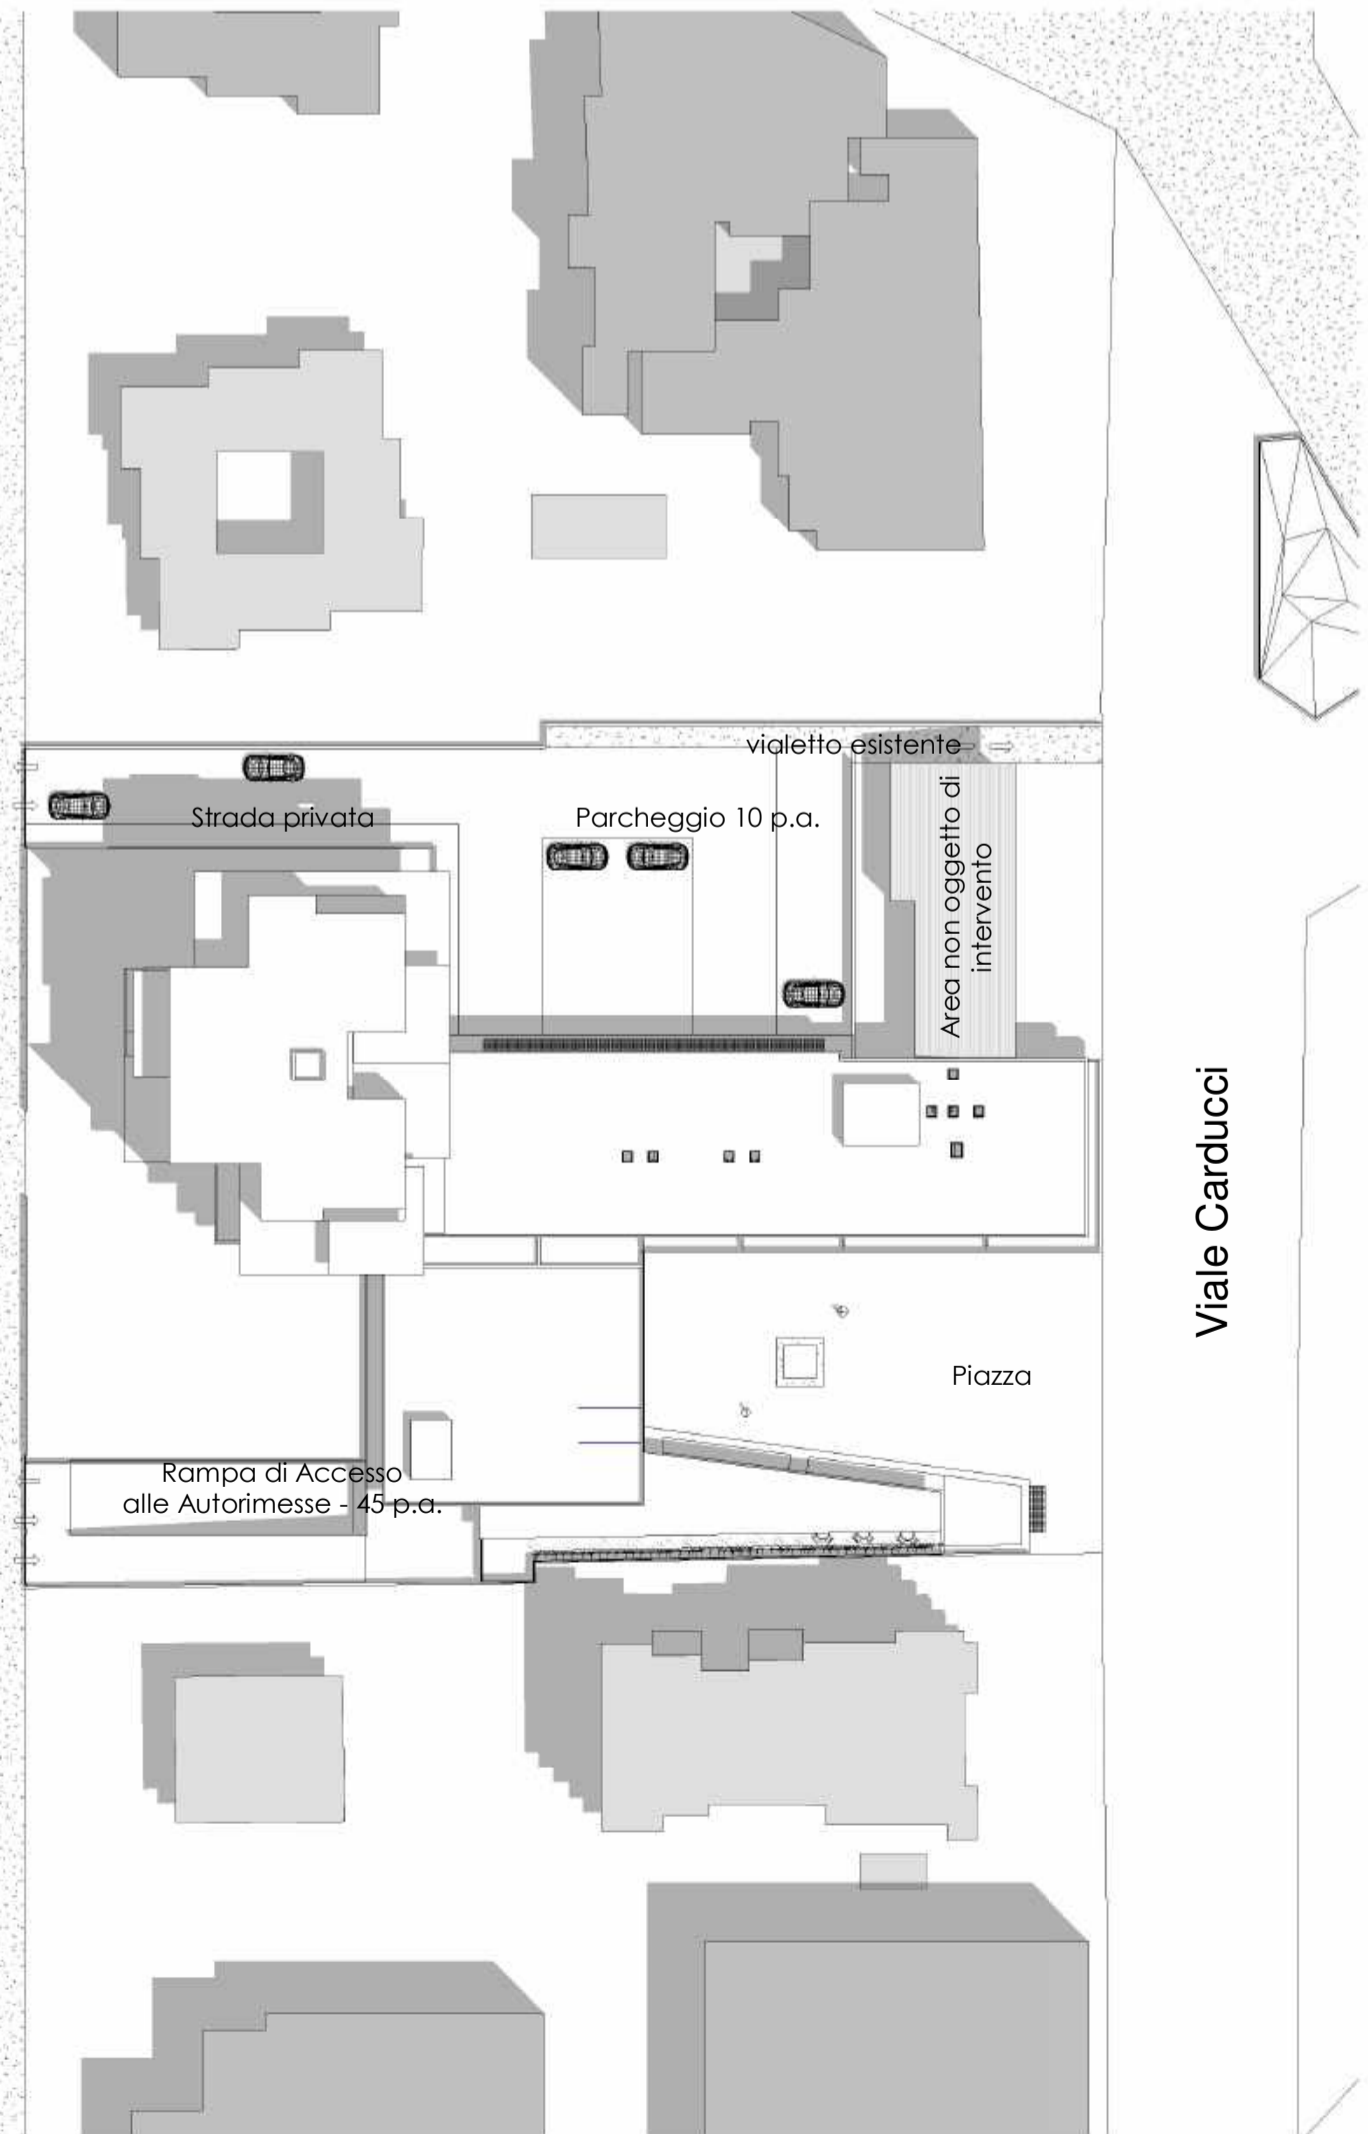 vialetto esistente
Strada privata
Parcheggio 10 p.a.
Area non oggetto di
intervento
Viale Carducci
Piazza
Rampa di Accesso
alle Autorimesse - 45 p.a.